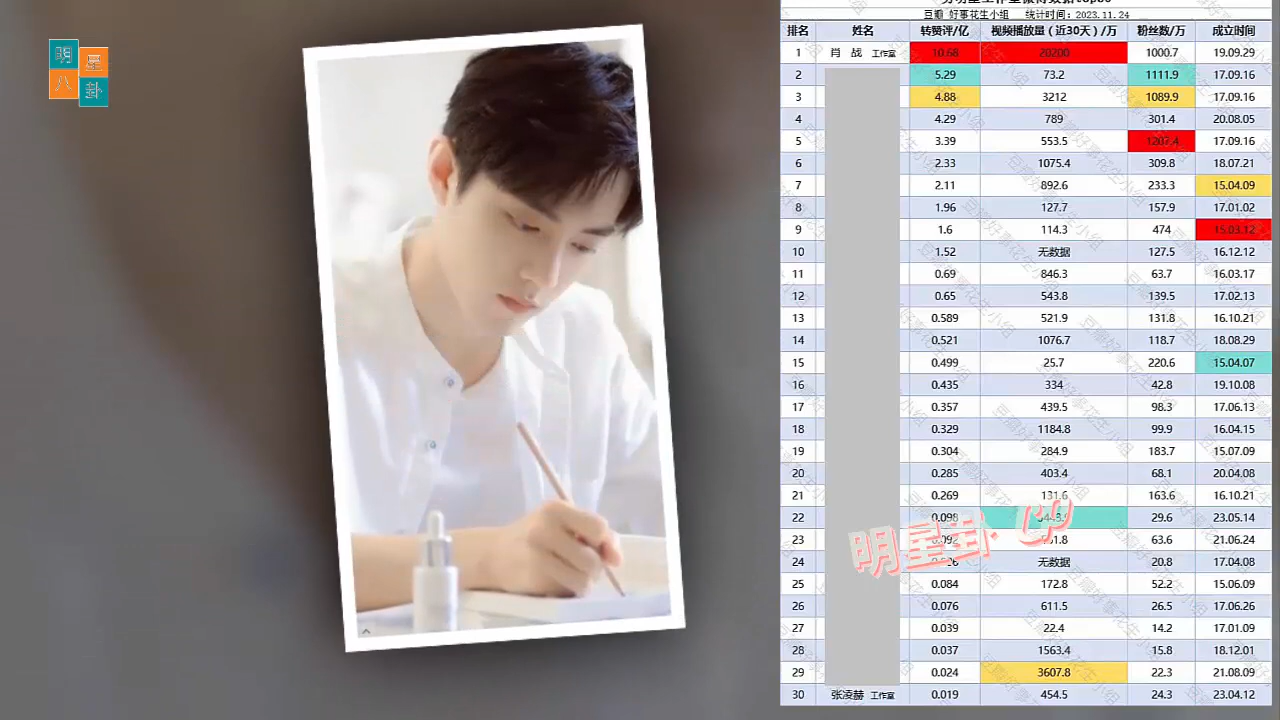 明星
八卦
豆瓣 好事花生小组 统计时间：2023.11.24
排名 姓名 转赞评/亿 视频播放量（近30天）/万 粉丝数/万 成立时间
1 肖 战 工作室 10.68 20200 1000.7 19.09.29
2 5.29 73.2 1111.9 17.09.16
3 4.88 3212 1089.9 17.09.16
4 4.29 789 301.4 20.08.05
5 3.39 553.5 1207.4 17.09.16
6 2.33 1075.4 309.8 18.07.21
7 2.11 892.6 233.3 15.04.09
8 1.96 127.7 157.9 17.01.02
9 1.6 114.3 474 15.03.12
10 1.52 无数据 127.5 16.12.12
11 0.69 846.3 63.7 16.03.17
12 0.65 543.8 139.5 17.02.13
13 0.589 521.9 131.8 16.10.21
14 0.521 1076.7 118.7 18.08.29
15 0.499 25.7 220.6 15.04.07
16 0.435 334 42.8 19.10.08
17 0.357 439.5 98.3 17.06.13
18 0.329 1184.8 99.9 16.04.15
19 0.304 284.9 183.7 15.07.09
20 0.285 403.4 68.1 20.04.08
21 0.269 131.6 163.6 16.10.21
22 0.098 29.6 23.05.14
23 63.6 21.06.24
24 无数据 20.8 17.04.08
25 0.084 172.8 52.2 15.06.09
26 0.076 611.5 26.5 17.06.26
27 0.039 22.4 14.2 17.01.09
28 0.037 1563.4 15.8 18.12.01
29 0.024 3607.8 22.3 21.08.09
30 张凌赫 工作室 0.019 454.5 24.3 23.04.12
明星卦
豆瓣好事花生小组